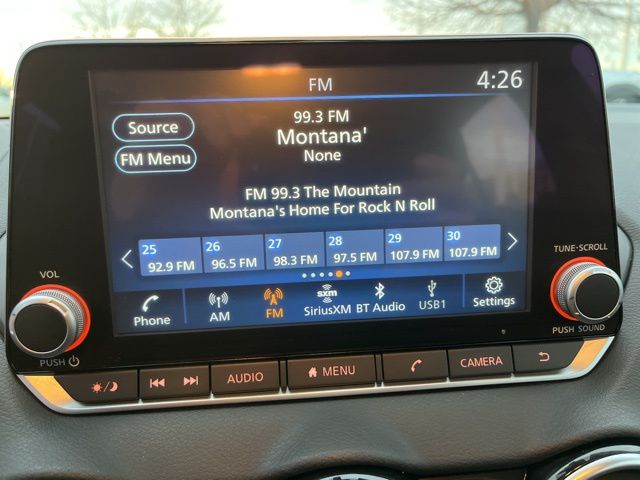 FM
4:26
Source
FM Menu
99.3 FM
Montana'
None
FM 99.3 The Mountain
Montana's Home For Rock N Roll
25 26 27 28 29 30
92.9 FM 96.5 FM 98.3 FM 97.5 FM 107.9 FM 107.9 FM
Phone AM FM SiriusXM BT Audio USB1 Settings
sxm
VOL
PUSH
TUNE·SCROLL
PUSH SOUND
AUDIO MENU CAMERA